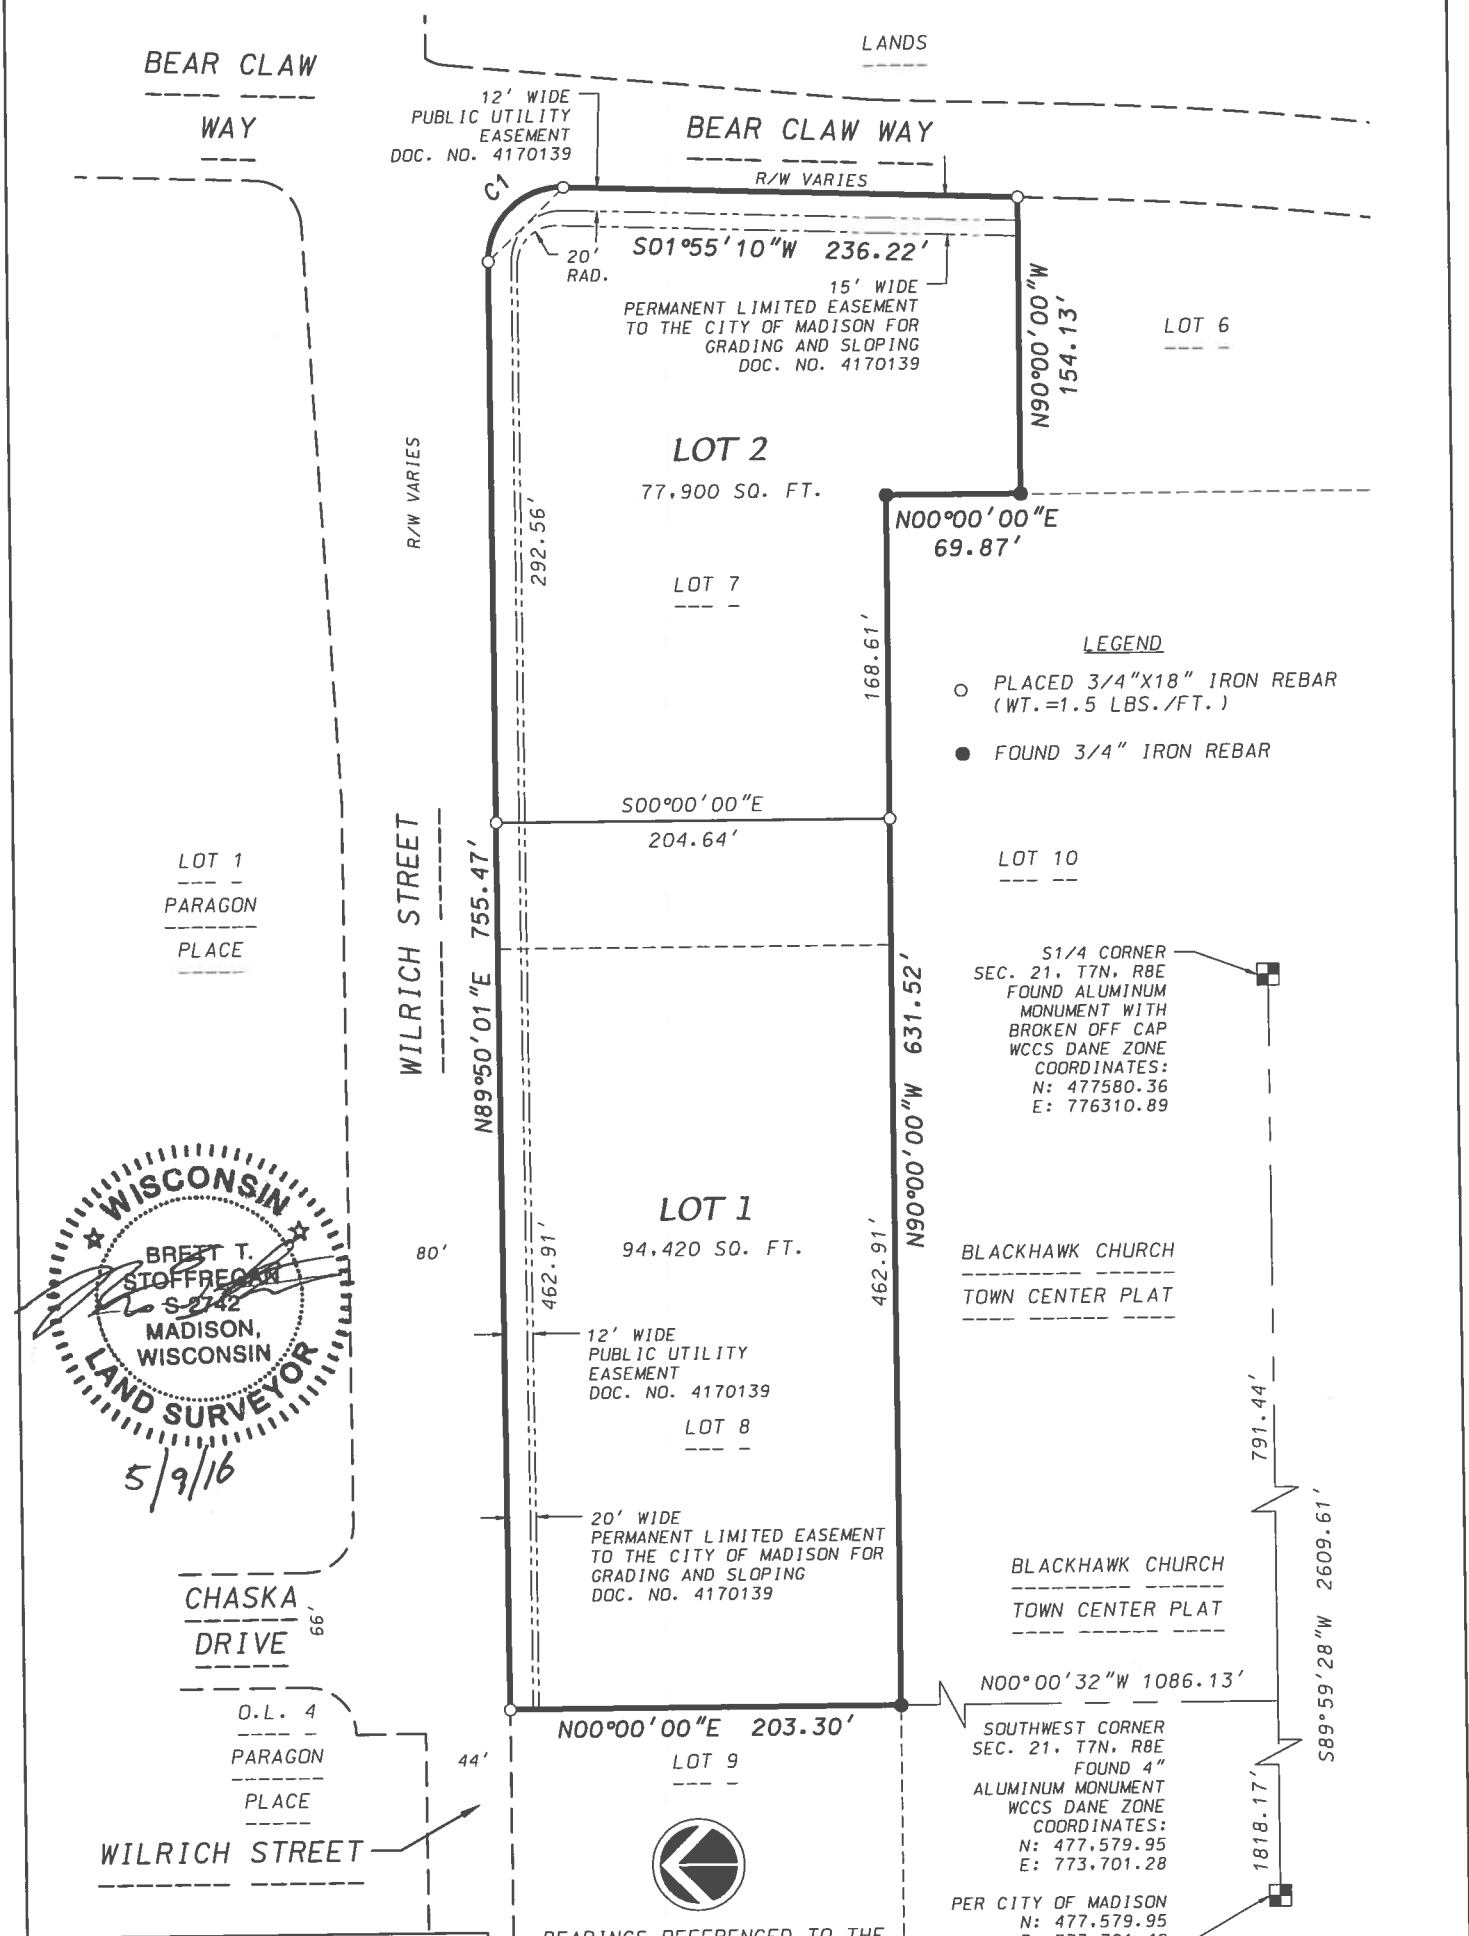 LANDS
BEAR CLAW
WAY
12' WIDE
PUBLIC UTILITY
EASEMENT
DOC. NO. 4170139
BEAR CLAW WAY
R/W VARIES
C1
20'
RAD.
S01°55'10"W 236.22'
15' WIDE
PERMANENT LIMITED EASEMENT
TO THE CITY OF MADISON FOR
GRADING AND SLOPING
DOC. NO. 4170139
N90°00'00"W
154.13'
LOT 6
R/W VARIES
LOT 2
77,900 SQ. FT.
N00°00'00"E
69.87'
292.56'
LOT 7
168.61'
LEGEND
PLACED 3/4"X18" IRON REBAR
(WT.=1.5 LBS./FT.)
FOUND 3/4" IRON REBAR
S00°00'00"E
204.64'
LOT 1
PARAGON
PLACE
WILRICH STREET
N89°50'01"E 755.47'
LOT 10
N90°00'00"W 631.52'
S1/4 CORNER
SEC. 21, T7N, R8E
FOUND ALUMINUM
MONUMENT WITH
BROKEN OFF CAP
WCCS DANE ZONE
COORDINATES:
N: 477580.36
E: 776310.89
WISCONSIN
BRETT T.
STOFFREGAN
S-2742
MADISON,
WISCONSIN
LAND SURVEYOR
5/9/16
80'
LOT 1
94,420 SQ. FT.
462.91'
462.91'
BLACKHAWK CHURCH
TOWN CENTER PLAT
12' WIDE
PUBLIC UTILITY
EASEMENT
DOC. NO. 4170139
LOT 8
791.44'
20' WIDE
PERMANENT LIMITED EASEMENT
TO THE CITY OF MADISON FOR
GRADING AND SLOPING
DOC. NO. 4170139
BLACKHAWK CHURCH
TOWN CENTER PLAT
S89°59'28"W 2609.61'
CHASKA
DRIVE
66'
N00°00'32"W 1086.13'
O.L. 4
PARAGON
PLACE
N00°00'00"E 203.30'
LOT 9
44'
WILRICH STREET
SOUTHWEST CORNER
SEC. 21, T7N, R8E
FOUND 4"
ALUMINUM MONUMENT
WCCS DANE ZONE
COORDINATES:
N: 477,579.95
E: 773,701.28
1818.17'
PER CITY OF MADISON
N: 477,579.95
BEARINGS REFERENCED TO THE